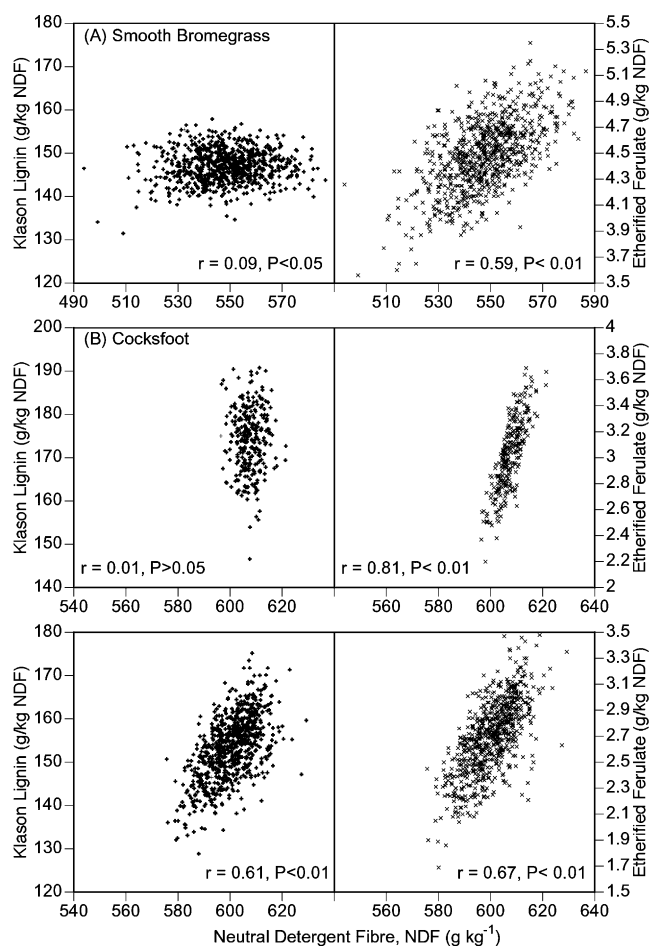 (A) Smooth Bromegrass
Klason Lignin (g/kg NDF)
180
170
160
150
140
130
120
490 510 530 550 570
r = 0.09, P<0.05
510 530 550 570 590
r = 0.59, P< 0.01
5.5
5.3
5.1
4.9
4.7
4.5
4.3
4.1
3.9
3.7
3.5
Etherified Ferulate (g/kg NDF)
(B) Cocksfoot
Klason Lignin (g/kg NDF)
200
190
180
170
160
150
140
540 560 580 600 620
r = 0.01, P>0.05
560 580 600 620 640
r = 0.81, P< 0.01
4
3.8
3.6
3.4
3.2
3
2.8
2.6
2.4
2.2
2
Etherified Ferulate (g/kg NDF)
Klason Lignin (g/kg NDF)
180
170
160
150
140
130
120
540 560 580 600 620
r = 0.61, P<0.01
560 580 600 620 640
r = 0.67, P< 0.01
3.5
3.3
3.1
2.9
2.7
2.5
2.3
2.1
1.9
1.7
1.5
Etherified Ferulate (g/kg NDF)
Neutral Detergent Fibre, NDF (g kg⁻¹)